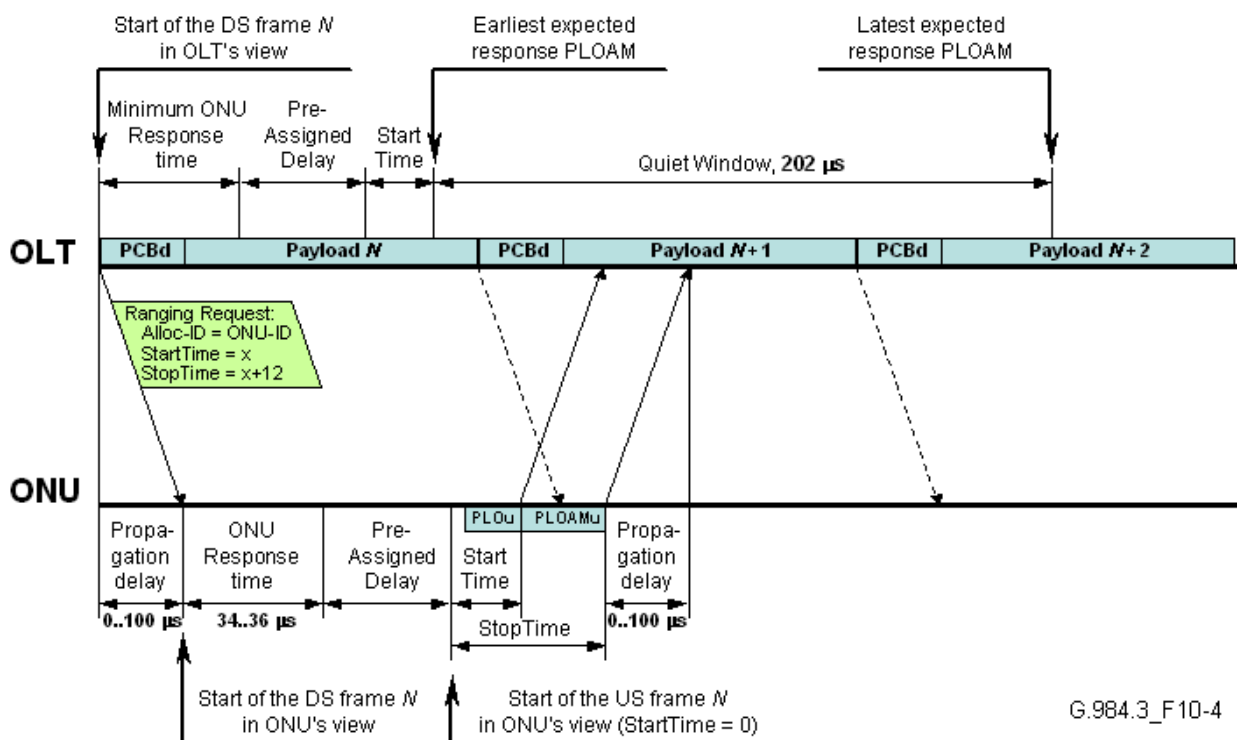 Start of the DS frame N
in OLT's view
Earliest expected
response PLOAM
Latest expected
response PLOAM
Minimum ONU
Response
time
Pre-
Assigned
Delay
Start
Time
Quiet Window, 202 µs
OLT
PCBd
Payload N
PCBd
Payload N+1
PCBd
Payload N+2
Ranging Request:
Alloc-ID = ONU-ID
StartTime = x
StopTime = x+12
ONU
PLOu
PLOAMu
Propa-
gation
delay
0..100 µs
ONU
Response
time
34..36 µs
Pre-
Assigned
Delay
Start
Time
StopTime
Propa-
gation
delay
0..100 µs
Start of the DS frame N
in ONU's view
Start of the US frame N
in ONU's view (StartTime = 0)
G.984.3_F10-4